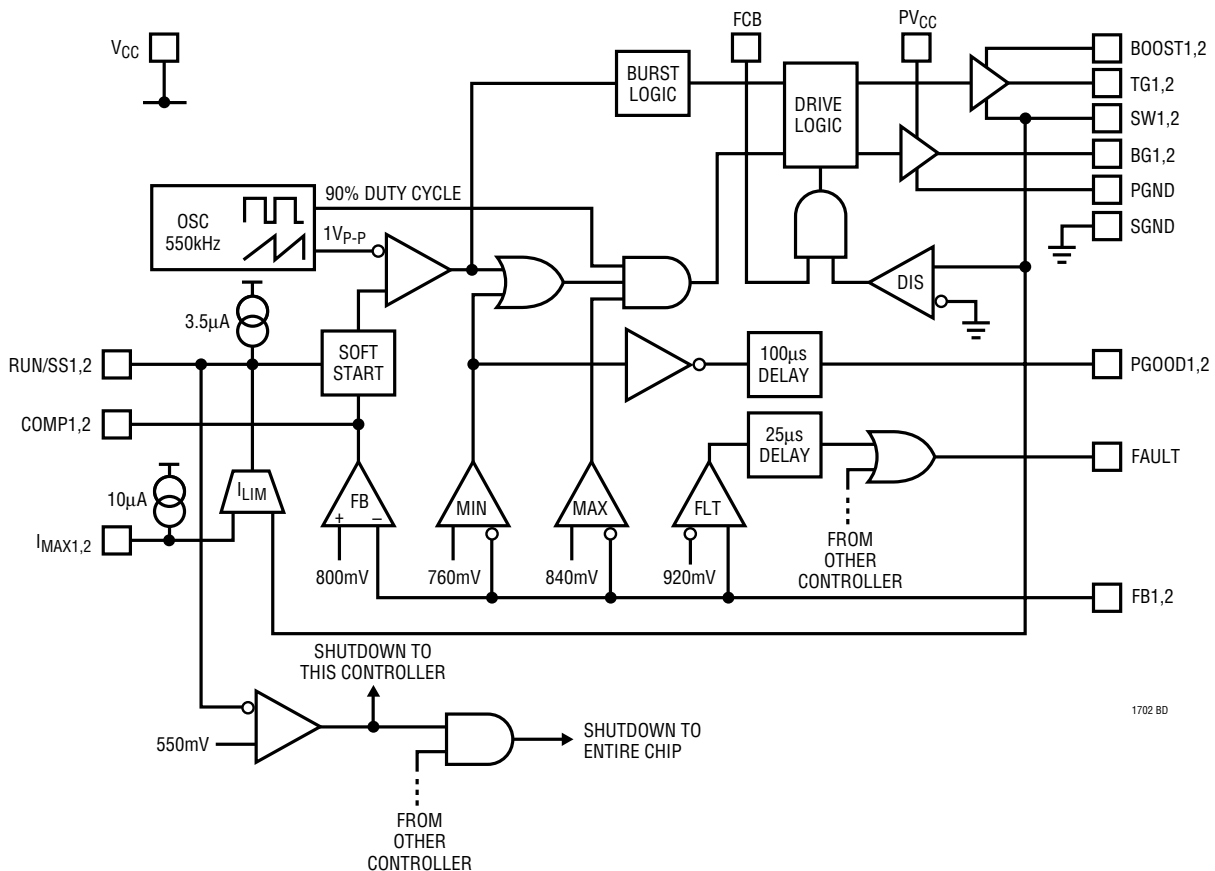 VCC
FCB
PVCC
BOOST1,2
TG1,2
SW1,2
BG1,2
PGND
SGND
BURST
LOGIC
DRIVE
LOGIC
90% DUTY CYCLE
OSC
550kHz
1VP-P
DIS
3.5µA
SOFT
START
RUN/SS1,2
100µs
DELAY
PGOOD1,2
COMP1,2
25µs
DELAY
FAULT
10µA
ILIM
FB
+ –
MIN
MAX
FLT
IMAX1,2
FROM
OTHER
CONTROLLER
800mV
760mV
840mV
920mV
FB1,2
SHUTDOWN TO
THIS CONTROLLER
550mV
SHUTDOWN TO
ENTIRE CHIP
FROM
OTHER
CONTROLLER
1702 BD